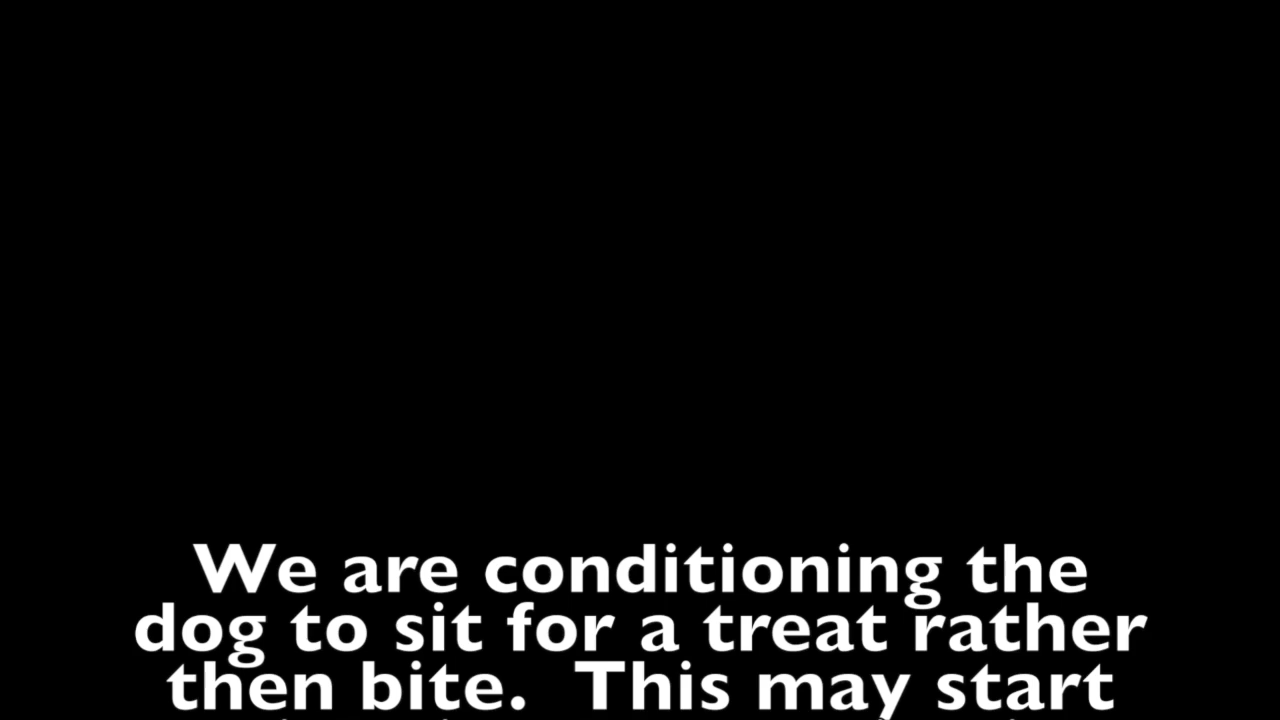 We are conditioning the
dog to sit for a treat rather
then bite.  This may start